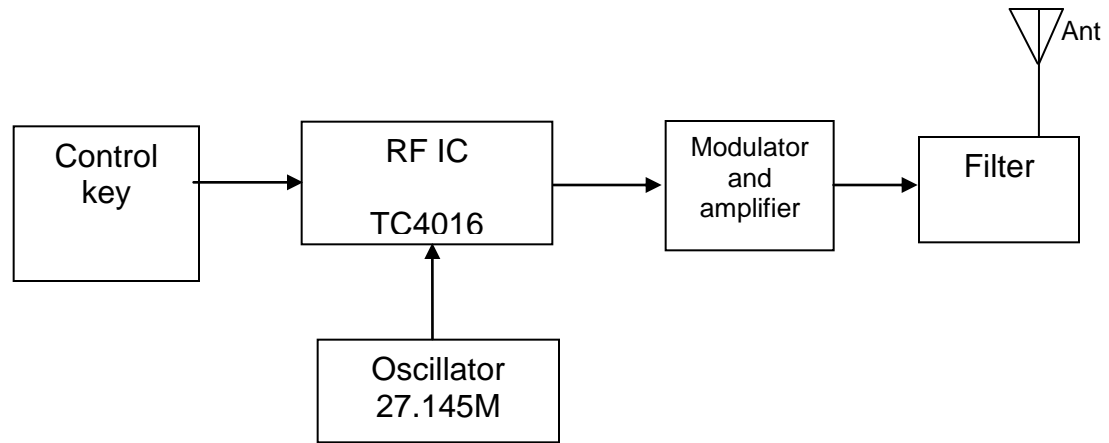 Ant
Control
key
RF IC
TC4016
Modulator
and
amplifier
Filter
Oscillator
27.145M